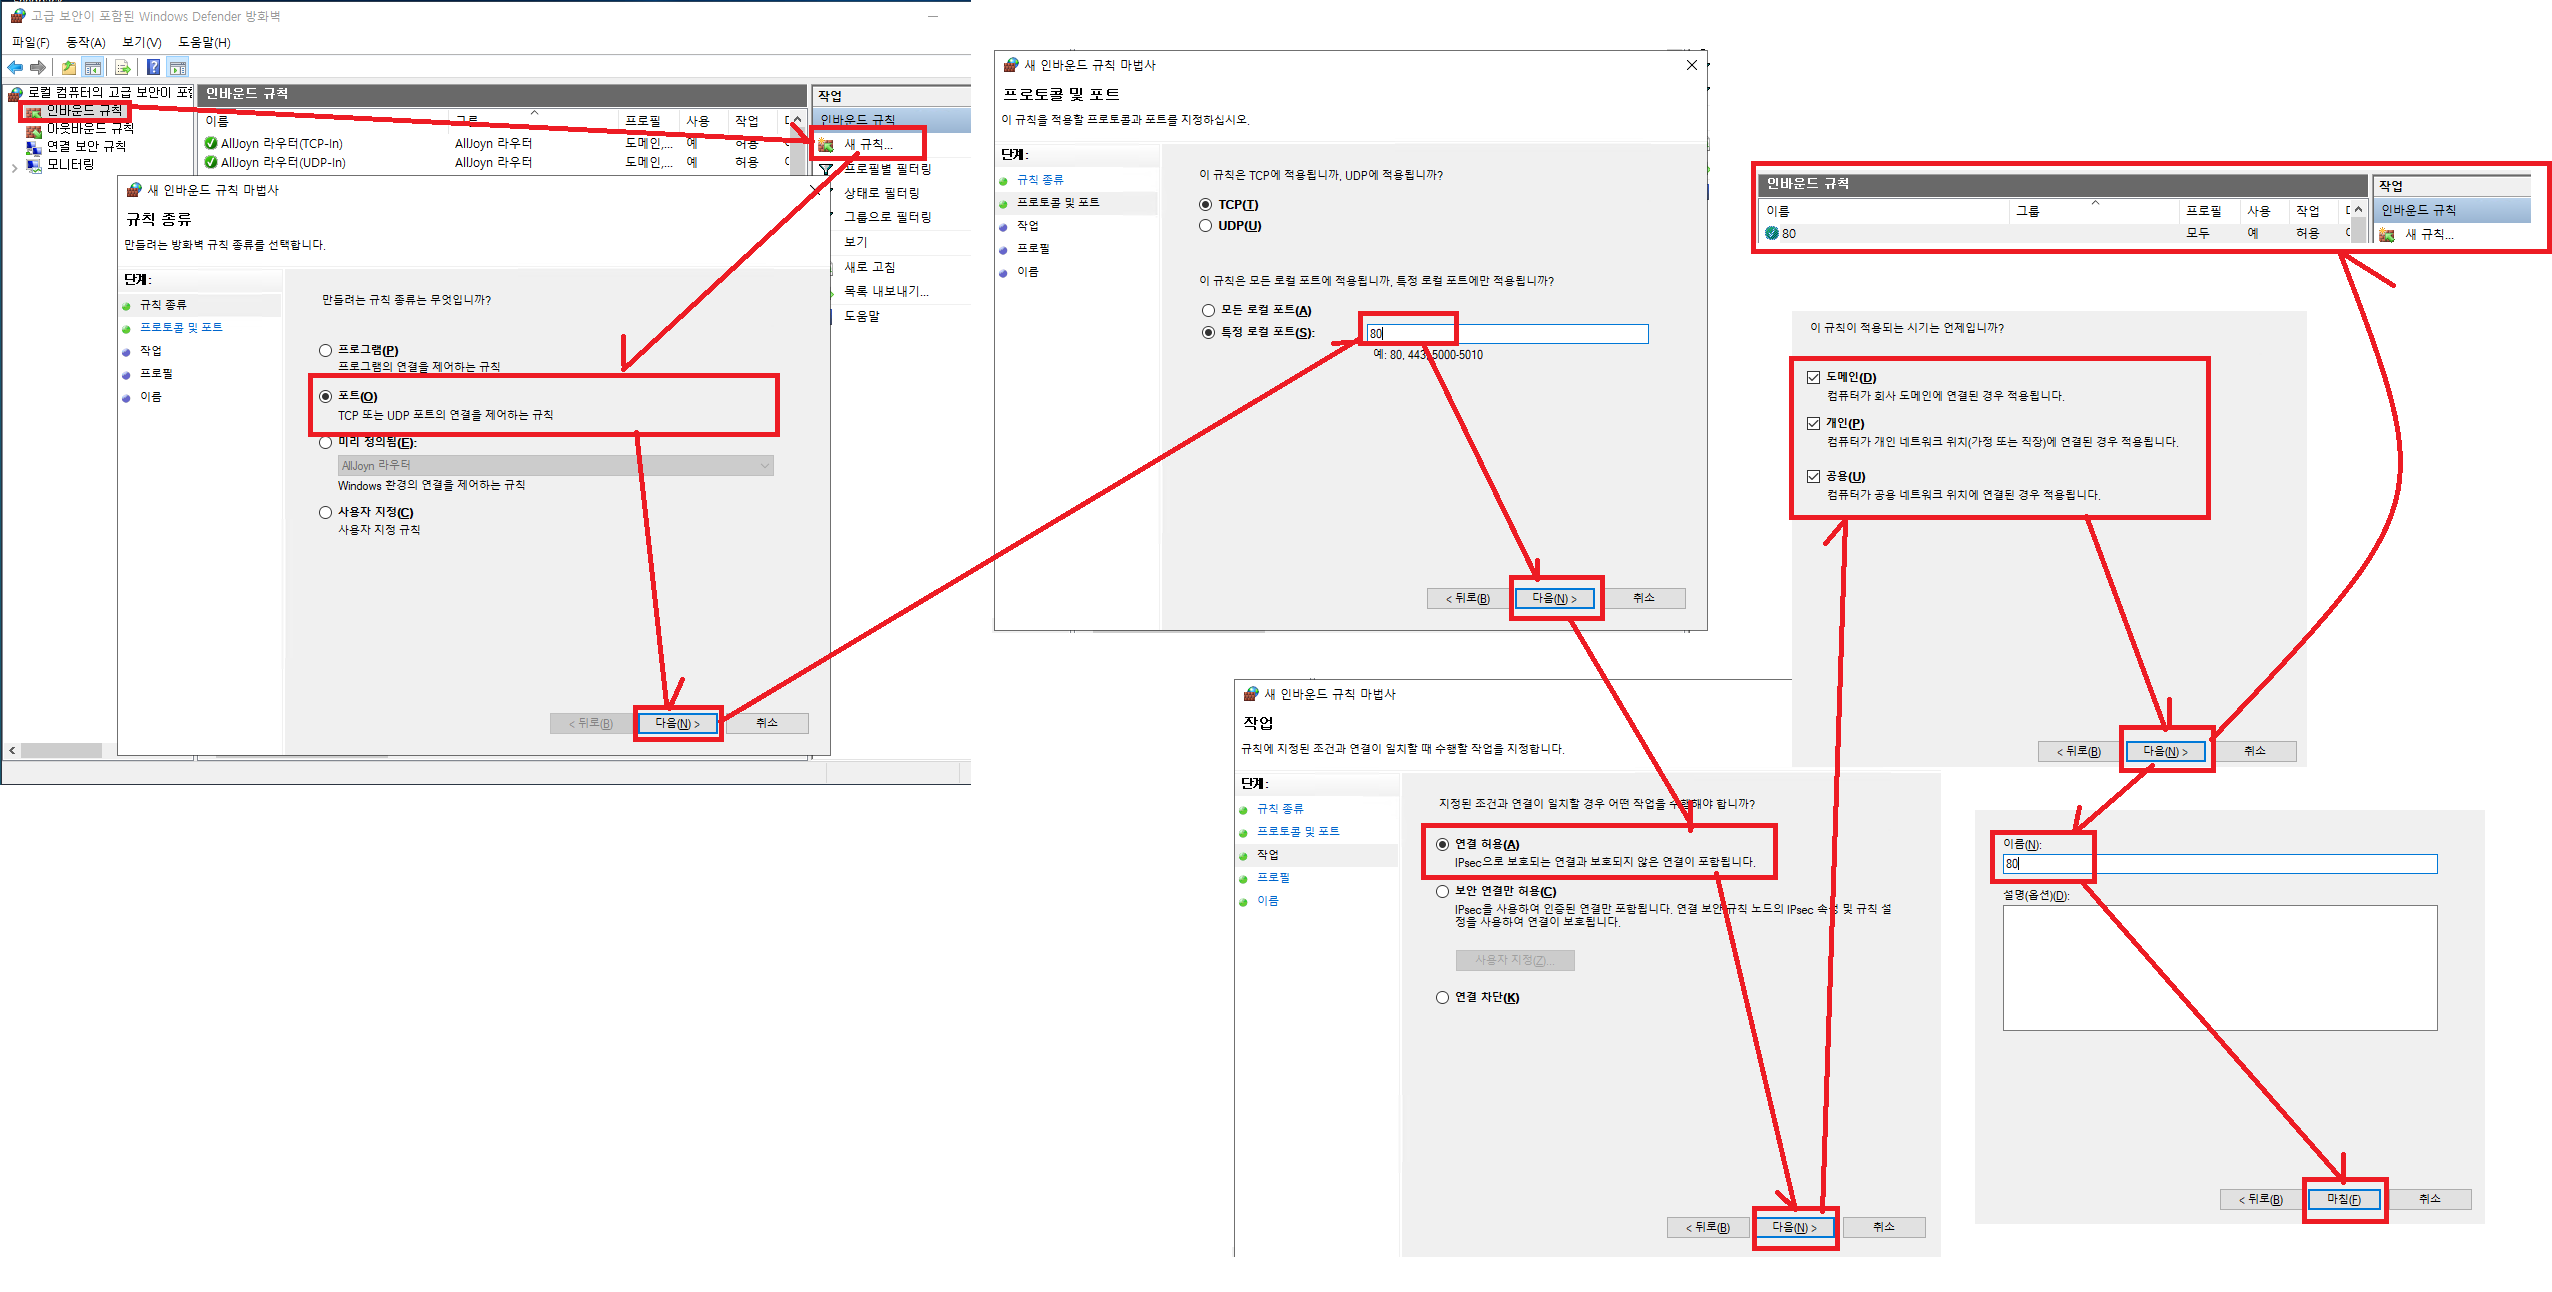 고급 보안이 포함된 Windows Defender 방화벽
파일(F) 동작(A) 보기(V) 도움말(H)
로컬 컴퓨터의 고급 보안이 포함
인바운드 규칙
아웃바운드 규칙
연결 보안 규칙
모니터링
인바운드 규칙
이름 그룹 프로필 사용 작업
AllJoyn 라우터(TCP-In) AllJoyn 라우터 도메인,... 예 허용
AllJoyn 라우터(UDP-In) AllJoyn 라우터 도메인,... 예 허용
작업
인바운드 규칙
새 규칙...
프로필별 필터링
상태로 필터링
그룹으로 필터링
보기
새로 고침
목록 내보내기...
도움말
새 인바운드 규칙 마법사
규칙 종류
만들려는 방화벽 규칙 종류를 선택합니다.
단계:
규칙 종류
프로토콜 및 포트
작업
프로필
이름
만들려는 규칙 종류는 무엇입니까?
프로그램(P)
프로그램의 연결을 제어하는 규칙
포트(O)
TCP 또는 UDP 포트의 연결을 제어하는 규칙
미리 정의됨(E):
AllJoyn 라우터
Windows 환경의 연결을 제어하는 규칙
사용자 지정(C)
사용자 지정 규칙
< 뒤로(B) 다음(N) > 취소
새 인바운드 규칙 마법사
프로토콜 및 포트
이 규칙을 적용할 프로토콜과 포트를 지정하십시오.
단계:
규칙 종류
프로토콜 및 포트
작업
프로필
이름
이 규칙은 TCP에 적용됩니까, UDP에 적용됩니까?
TCP(T)
UDP(U)
이 규칙은 모든 로컬 포트에 적용됩니까, 특정 로컬 포트에만 적용됩니까?
모든 로컬 포트(A)
특정 로컬 포트(S): 80
예: 80, 443, 5000-5010
< 뒤로(B) 다음(N) > 취소
새 인바운드 규칙 마법사
작업
규칙에 지정된 조건과 연결이 일치할 때 수행할 작업을 지정합니다.
단계:
규칙 종류
프로토콜 및 포트
작업
프로필
이름
지정된 조건과 연결이 일치할 경우 어떤 작업을 수행해야 합니까?
연결 허용(A)
IPsec으로 보호되는 연결과 보호되지 않은 연결이 포함됩니다.
보안 연결만 허용(C)
IPsec을 사용하여 인증된 연결만 포함됩니다. 연결 보안 규칙 노드의 IPsec 속성 및 규칙 설
정을 사용하여 연결이 보호됩니다.
사용자 지정(Z)...
연결 차단(K)
< 뒤로(B) 다음(N) > 취소
이 규칙이 적용되는 시기는 언제입니까?
도메인(D)
컴퓨터가 회사 도메인에 연결된 경우 적용됩니다.
개인(P)
컴퓨터가 개인 네트워크 위치(가정 또는 직장)에 연결된 경우 적용됩니다.
공용(U)
컴퓨터가 공용 네트워크 위치에 연결된 경우 적용됩니다.
< 뒤로(B) 다음(N) > 취소
이름(N):
80
설명(옵션)(D):
< 뒤로(B) 마침(F) 취소
인바운드 규칙
이름 그룹 프로필 사용 작업
80 모두 예 허용
작업
인바운드 규칙
새 규칙...